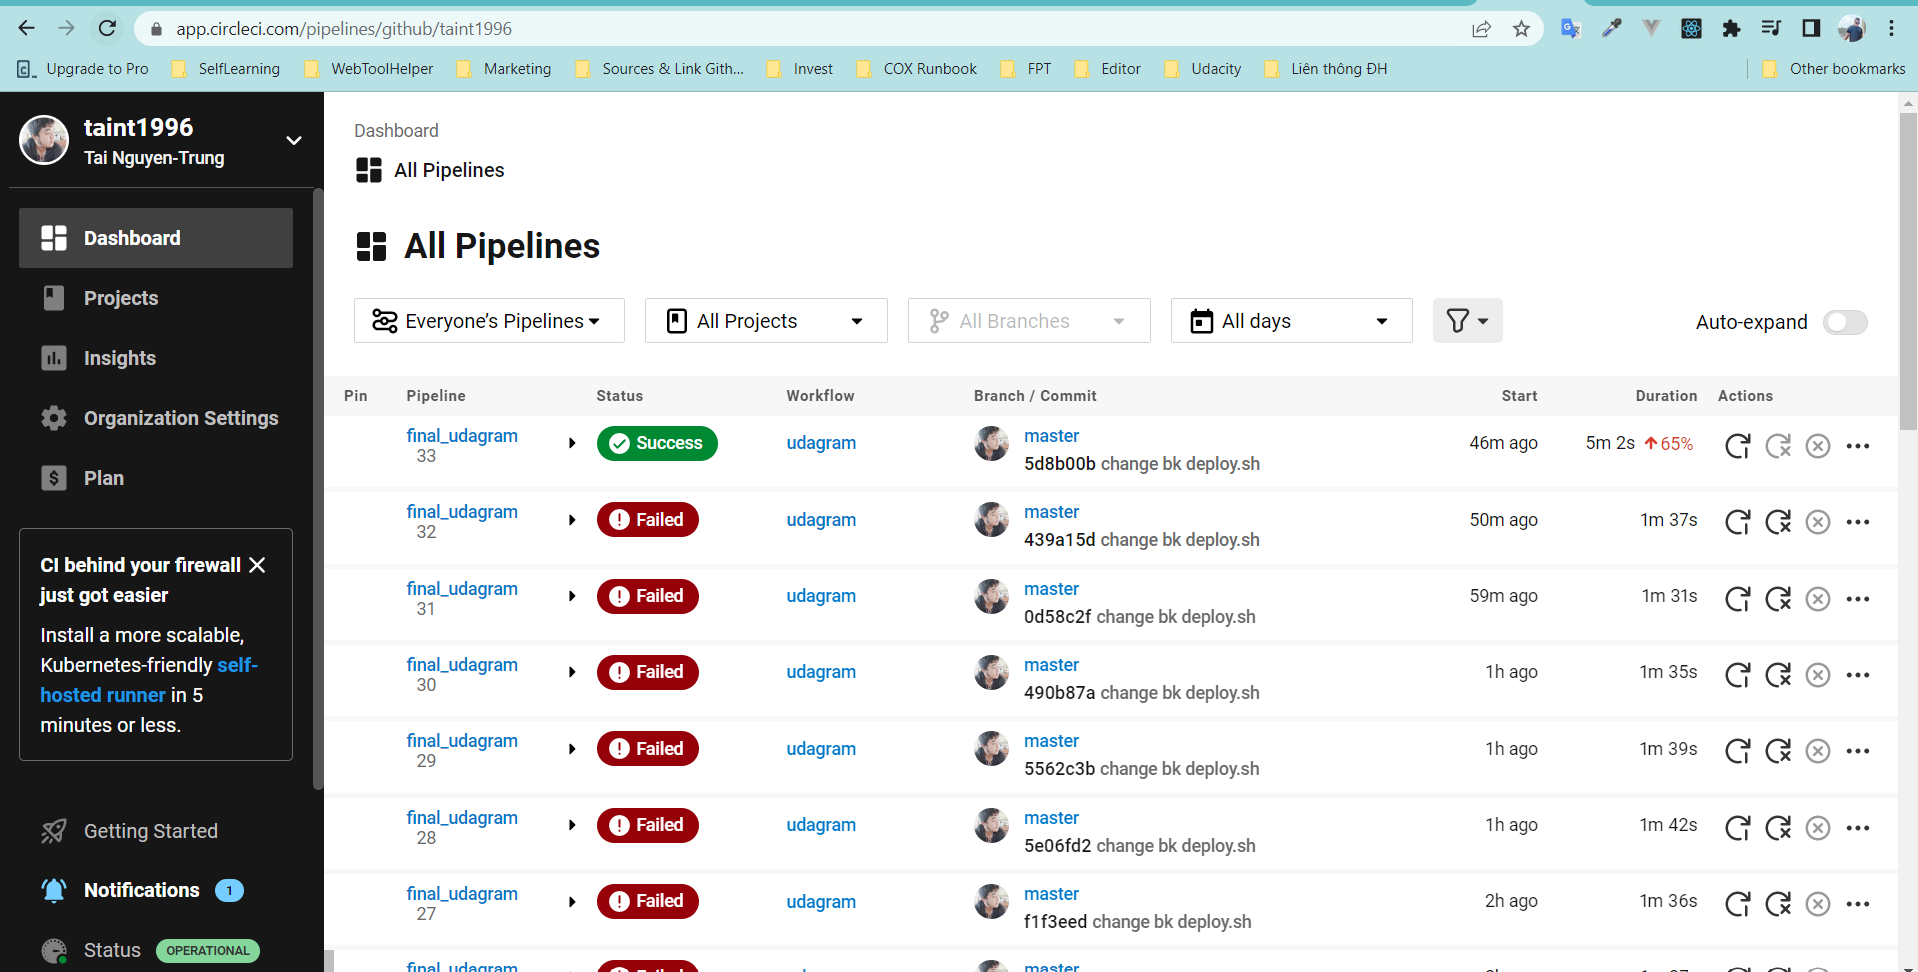 app.circleci.com/pipelines/github/taint1996
Upgrade to Pro SelfLearning WebToolHelper Marketing Sources & Link Gith... Invest COX Runbook FPT Editor Udacity Liên thông ĐH Other bookmarks
taint1996
Tai Nguyen-Trung
Dashboard
Projects
Insights
Organization Settings
Plan
CI behind your firewall
just got easier
Install a more scalable,
Kubernetes-friendly self-
hosted runner in 5
minutes or less.
Getting Started
Notifications 1
Status OPERATIONAL
Dashboard
All Pipelines
All Pipelines
Everyone’s Pipelines All Projects All Branches All days Auto-expand
Pin Pipeline Status Workflow Branch / Commit Start Duration Actions
final_udagram
33 Success udagram master 46m ago 5m 2s 65%
5d8b00b change bk deploy.sh
final_udagram
32 Failed udagram master 50m ago 1m 37s
439a15d change bk deploy.sh
final_udagram
31 Failed udagram master 59m ago 1m 31s
0d58c2f change bk deploy.sh
final_udagram
30 Failed udagram master 1h ago 1m 35s
490b87a change bk deploy.sh
final_udagram
29 Failed udagram master 1h ago 1m 39s
5562c3b change bk deploy.sh
final_udagram
28 Failed udagram master 1h ago 1m 42s
5e06fd2 change bk deploy.sh
final_udagram
27 Failed udagram master 2h ago 1m 36s
f1f3eed change bk deploy.sh
final_udagram Failed master